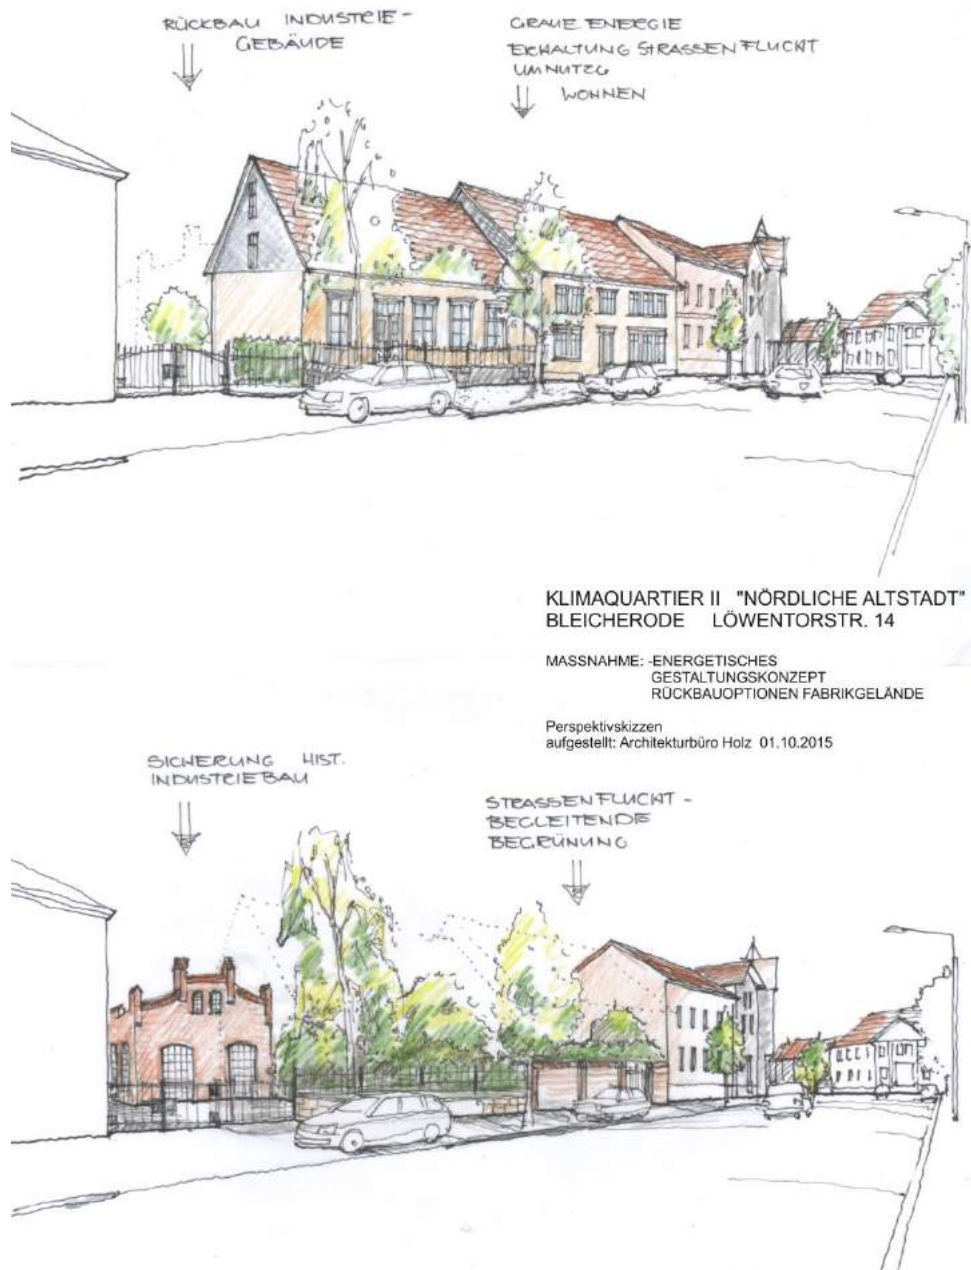 RÜCKBAU INDUSTRIE-
GEBÄUDE
GRAUE ENERGIE
ERHALTUNG STRASSENFLUCHT
UMNUTZG
WOHNEN
KLIMAQUARTIER II "NÖRDLICHE ALTSTADT"
BLEICHERODE LÖWENTORSTR. 14
MASSNAHME: -ENERGETISCHES
GESTALTUNGSKONZEPT
RÜCKBAUOPTIONEN FABRIKGELÄNDE
Perspektivskizzen
aufgestellt: Architekturbüro Holz 01.10.2015
SICHERUNG HIST.
INDUSTRIEBAU
STRASSENFLUCHT-
BEGLEITENDE
BEGRÜNUNG